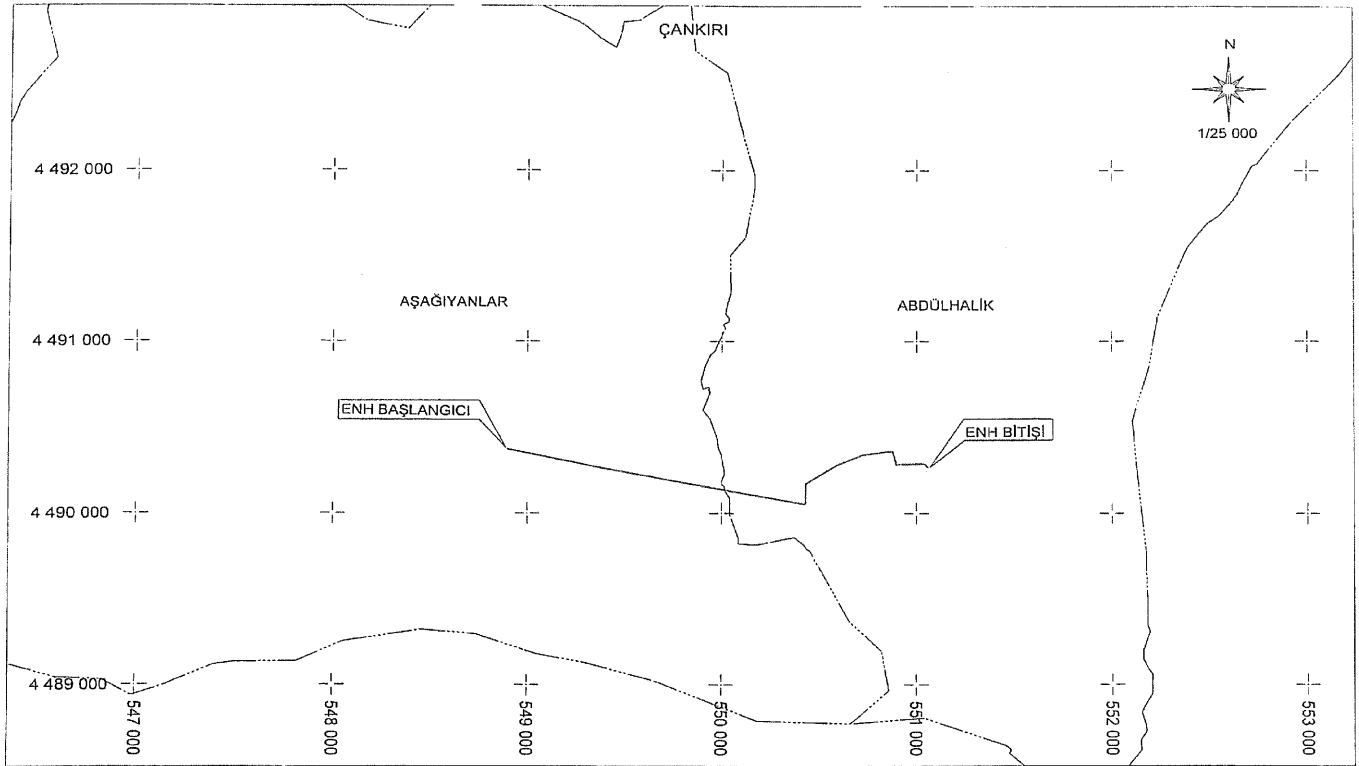 ÇANKIRI
N
1/25 000
4 492 000
AŞAĞIYANLAR
ABDÜLHALİK
4 491 000
ENH BAŞLANGICI
ENH BİTİŞİ
4 490 000
4 489 000
547 000
548 000
549 000
550 000
551 000
552 000
553 000